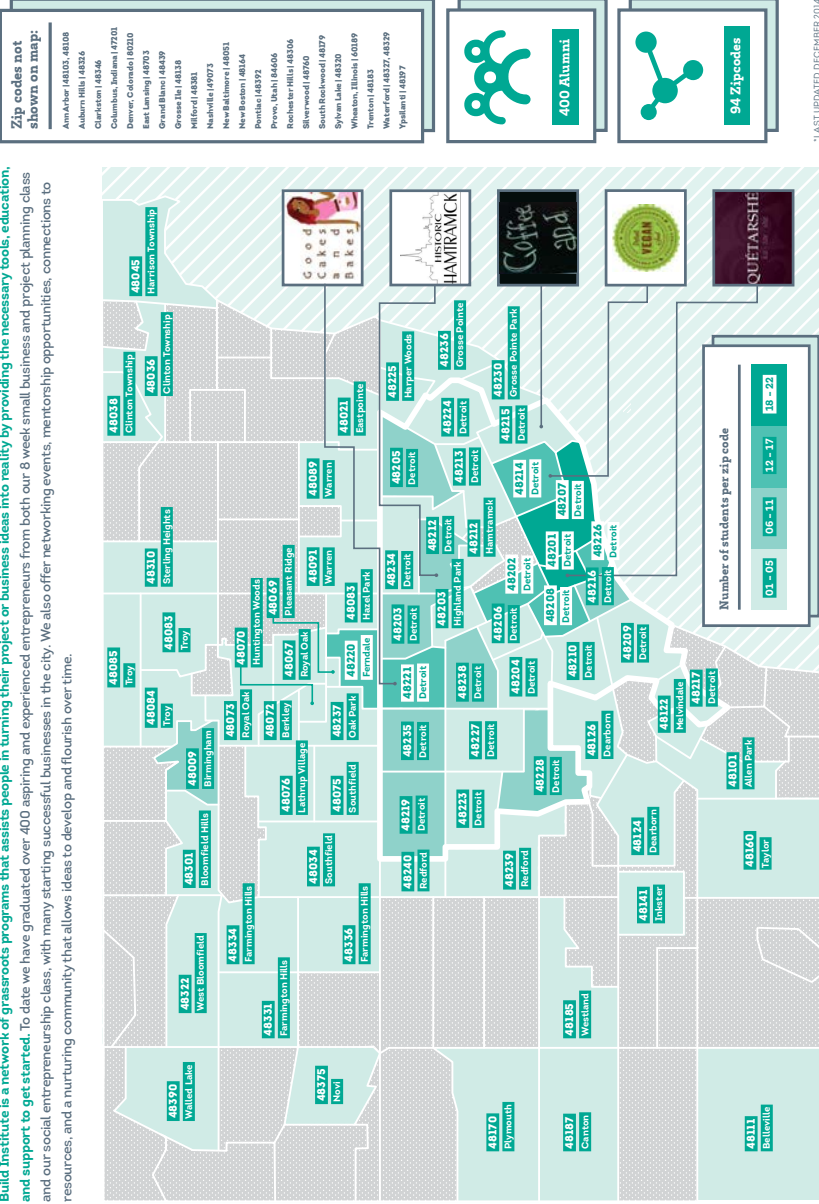 Build Institute is a network of grassroots programs that assists people in turning their project or business ideas into reality by providing the necessary tools, education,
and support to get started. To date we have graduated over 400 aspiring and experienced entrepreneurs from both our 8 week small business and project planning class
and our social entrepreneurship class, with many starting successful businesses in the city. We also offer networking events, mentorship opportunities, connections to
resources, and a nurturing community that allows ideas to develop and flourish over time.
Zip codes not
shown on map:
Ann Arbor | 48103, 48108
Auburn Hills | 48326
Clarkston | 48346
Columbus, Indiana | 47201
Denver, Colorado | 80210
East Lansing | 48703
Grand Blanc | 48439
Grosse Ile | 48138
Milford | 48381
Nashville | 49073
New Baltimore | 48051
New Boston | 48164
Pontiac | 48392
Provo, Utah | 84606
Rochester Hills | 48306
Silverwood | 48760
South Rockwood | 48179
Sylvan Lake | 48320
Wheaton, Illinois | 60189
Trenton | 48183
Waterford | 48327, 48329
Ypsilanti | 48197
400 Alumni
94 Zipcodes
*LAST UPDATED DECEMBER 2014
48390
Walled Lake
48375
Novi
48170
Plymouth
48187
Canton
48111
Belleville
48322
West Bloomfield
48331
Farmington Hills
48334
Farmington Hills
48336
Farmington Hills
48185
Westland
48301
Bloomfield Hills
48034
Southfield
48240
Redford
48239
Redford
48141
Inkster
48124
Dearborn
48160
Taylor
48009
Birmingham
48076
Lathrup Village
48075
Southfield
48219
Detroit
48223
Detroit
48228
Detroit
48126
Dearborn
48101
Allen Park
48122
Melvindale
48217
Detroit
48085
Troy
48084
Troy
48083
Troy
48073
Royal Oak
48072
Berkley
48237
Oak Park
48235
Detroit
48227
Detroit
48070
Huntington Woods
48067
Royal Oak
48069
Pleasant Ridge
48220
Ferndale
48221
Detroit
48238
Detroit
48204
Detroit
48210
Detroit
48209
Detroit
48310
Sterling Heights
48091
Warren
48083
Hazel Park
48234
Detroit
48203
Detroit
48203
Highland Park
48206
Detroit
48202
Detroit
48208
Detroit
48216
Detroit
48201
Detroit
48226
Detroit
48207
Detroit
48089
Warren
48205
Detroit
48212
Detroit
48212
Hamtramck
48213
Detroit
48214
Detroit
48215
Detroit
48224
Detroit
48021
Eastpointe
48225
Harper Woods
48236
Grosse Pointe
48230
Grosse Pointe Park
48038
Clinton Township
48036
Clinton Township
48045
Harrison Township
Good
Cakes
and
Bakes
HISTORIC
HAMTRAMCK
Coffee
and
VEGAN
QUÉTARSHÉ
Number of students per zip code
01 – 05
06 – 11
12 – 17
18 – 22